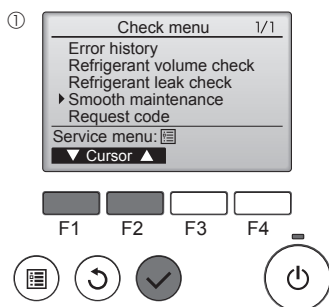 ①
Check menu 1/1
Error history
Refrigerant volume check
Refrigerant leak check
Smooth maintenance
Request code
Service menu:
▼ Cursor ▲
F1 F2 F3 F4